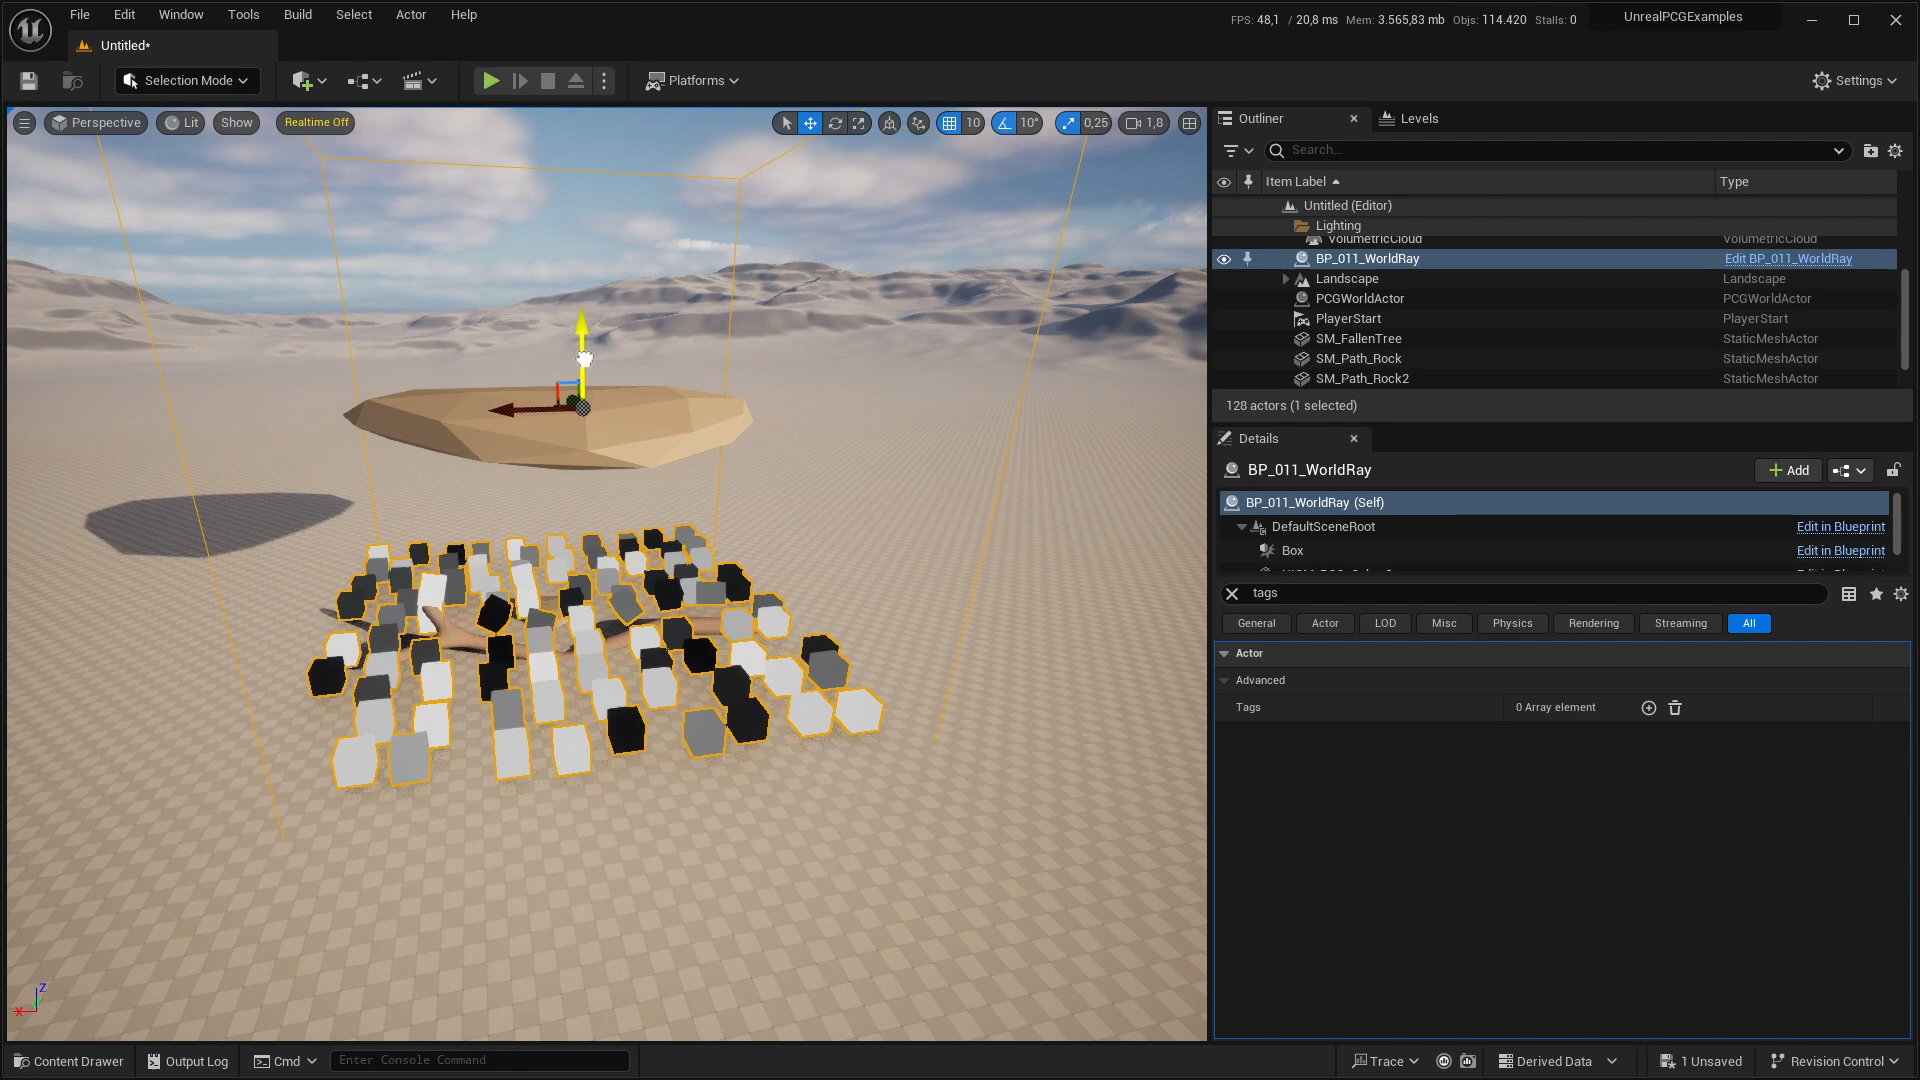 File Edit Window Tools Build Select Actor Help
FPS: 48,1 / 20,8 ms Mem: 3.565,83 mb Objs: 114.420 Stalls: 0
UnrealPCGExamples
Untitled*
Selection Mode
Platforms
Settings
Perspective Lit Show Realtime Off
10 10° 0,25 1,8
Outliner Levels
Search...
Item Label Type
Untitled (Editor)
Lighting
VolumetricCloud VolumetricCloud
BP_011_WorldRay Edit BP_011_WorldRay
Landscape Landscape
PCGWorldActor PCGWorldActor
PlayerStart PlayerStart
SM_FallenTree StaticMeshActor
SM_Path_Rock StaticMeshActor
SM_Path_Rock2 StaticMeshActor
128 actors (1 selected)
Details
BP_011_WorldRay Add
BP_011_WorldRay (Self)
DefaultSceneRoot Edit in Blueprint
Box Edit in Blueprint
tags
General Actor LOD Misc Physics Rendering Streaming All
Actor
Advanced
Tags 0 Array element
Z
X
Content Drawer Output Log Cmd Enter Console Command
Trace Derived Data 1 Unsaved Revision Control